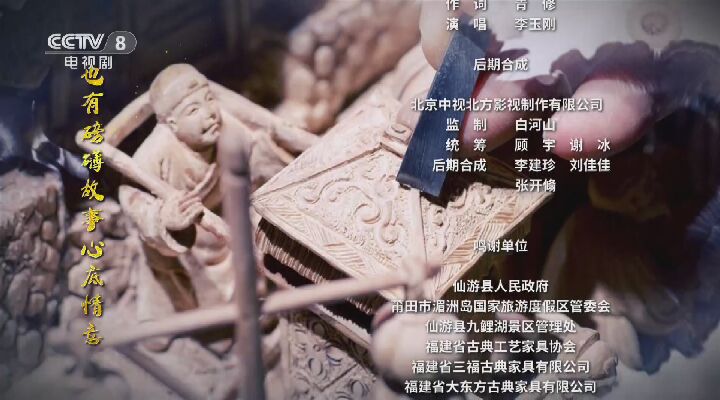 CCTV 8
电视剧
也有磅礴故事心底情意
作 词 青 修
演 唱 李玉刚
后期合成
北京中视北方影视制作有限公司
监 制 白河山
统 筹 顾 宇 谢 冰
后期合成 李建珍 刘佳佳
张开脩
鸣谢单位
仙游县人民政府
莆田市湄洲岛国家旅游度假区管委会
仙游县九鲤湖景区管理处
福建省古典工艺家具协会
福建省三福古典家具有限公司
福建省大东方古典家具有限公司